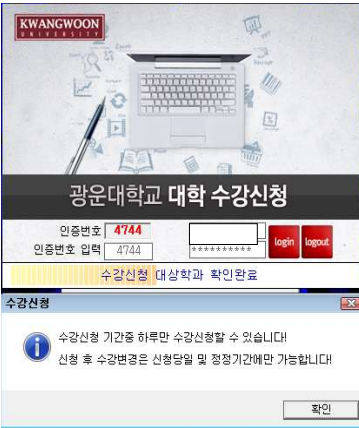 KWANGWOON
UNIVERSITY
광운대학교 대학 수강신청
인증번호 4744
인증번호 입력 4744
**********
login logout
수강신청 대상학과 확인완료
수강신청
수강신청 기간중 하루만 수강신청할 수 있습니다!
신청 후 수강변경은 신청당일 및 정정기간에만 가능합니다!
확인